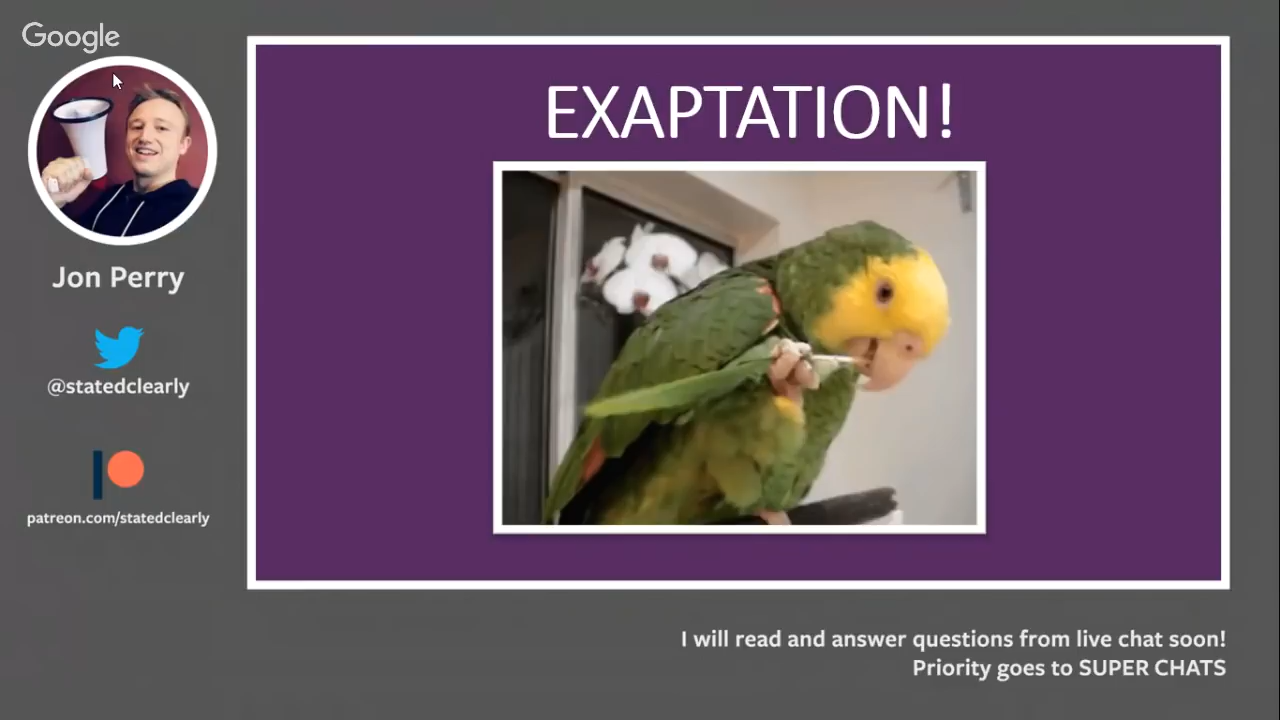 Google
EXAPTATION!
Jon Perry
@statedclearly
patreon.com/statedclearly
I will read and answer questions from live chat soon!
Priority goes to SUPER CHATS